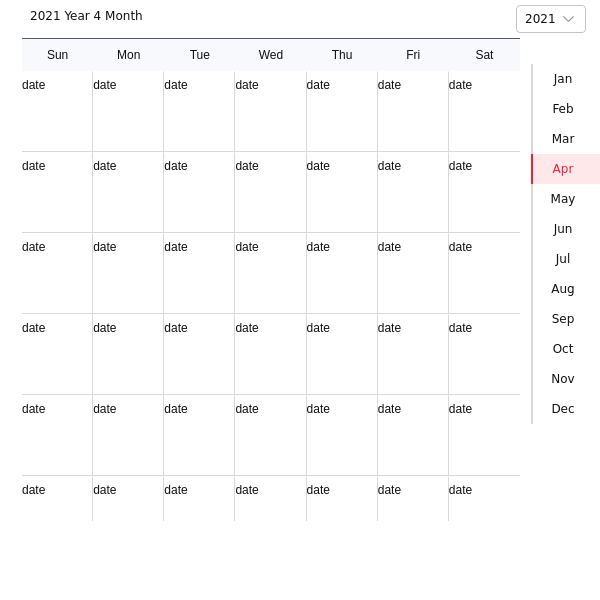 2021 Year 4 Month
2021
Sun Mon Tue Wed Thu Fri Sat
date date date date date date date
date date date date date date date
date date date date date date date
date date date date date date date
date date date date date date date
date date date date date date date
Jan
Feb
Mar
Apr
May
Jun
Jul
Aug
Sep
Oct
Nov
Dec